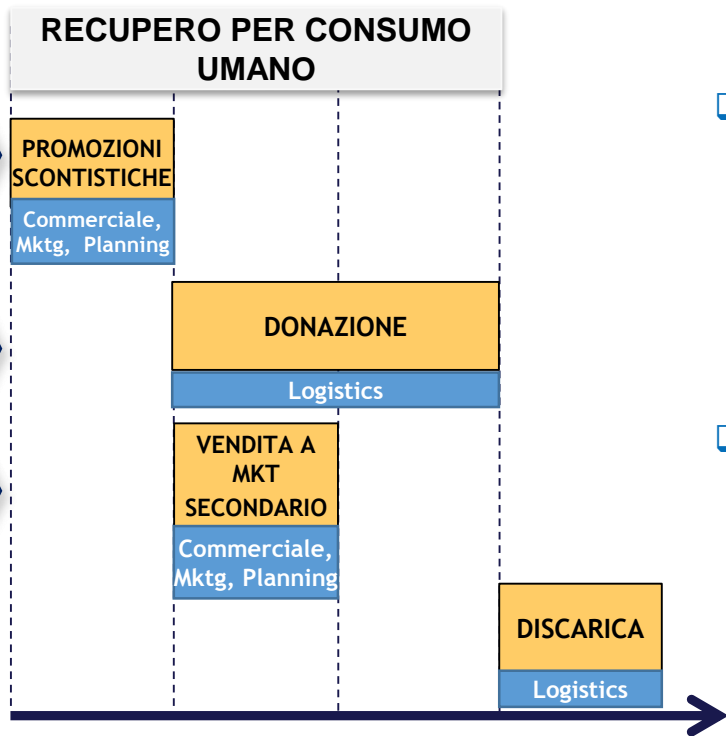 RECUPERO PER CONSUMO
UMANO
PROMOZIONI
SCONTISTICHE
Commerciale,
Mktg, Planning
DONAZIONE
Logistics
VENDITA A
MKT
SECONDARIO
Commerciale,
Mktg, Planning
DISCARICA
Logistics